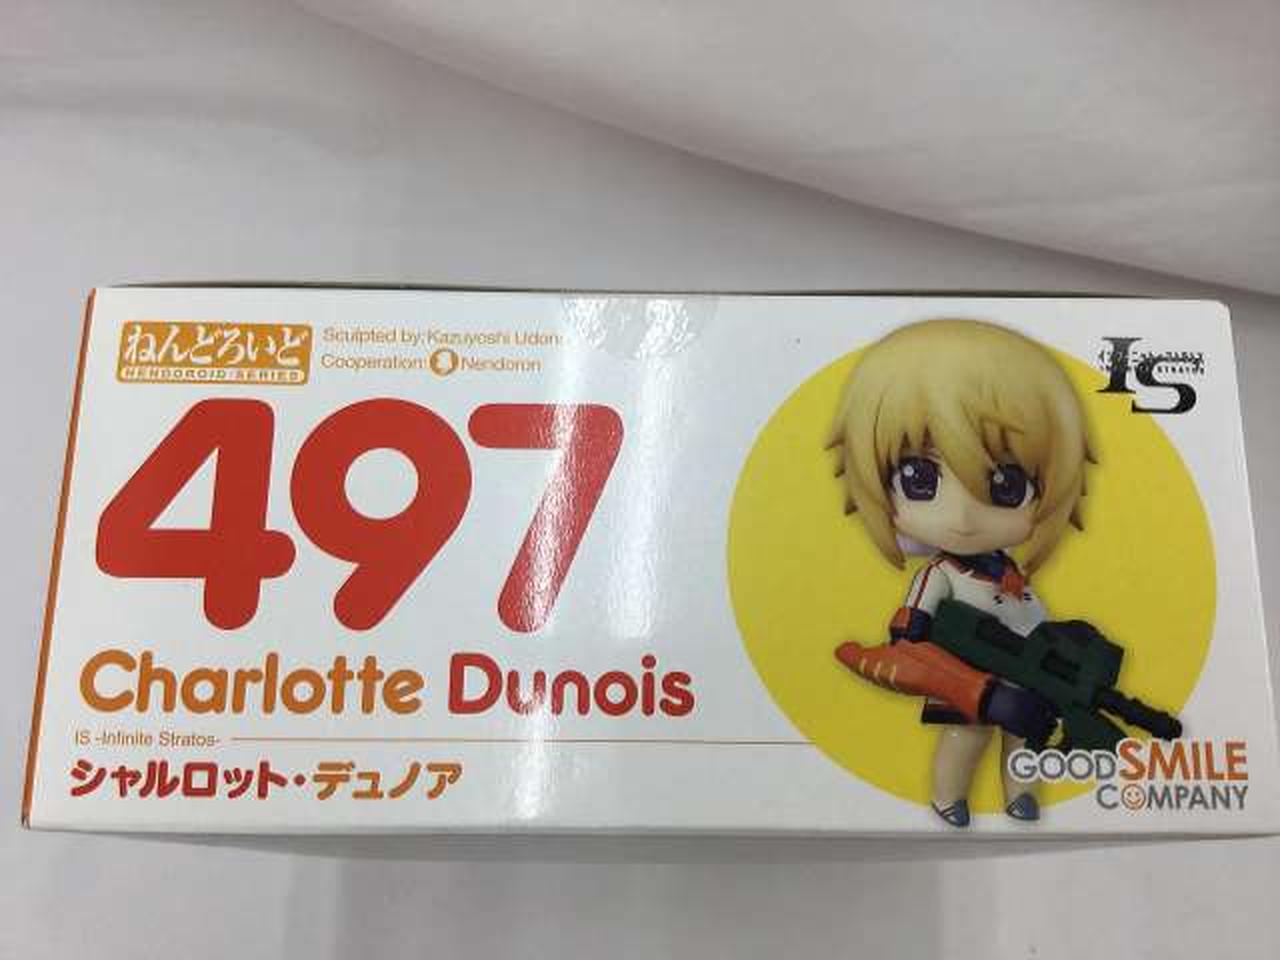 ねんどろいど
NENDOROID SERIES
Sculpted by: Kazuyoshi Udono
Cooperation: Nendoron
497
Charlotte Dunois
IS -Infinite Stratos-
シャルロット・デュノア
IS
GOOD SMILE
COMPANY